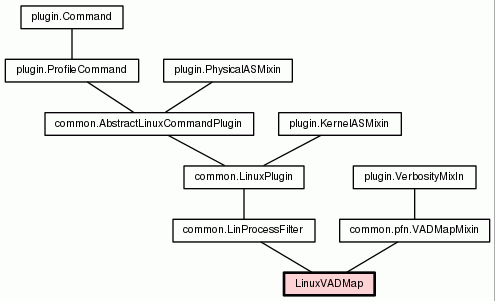 plugin.Command
plugin.ProfileCommand
plugin.PhysicalASMixin
common.AbstractLinuxCommandPlugin
plugin.KernelASMixin
common.LinuxPlugin
plugin.VerbosityMixIn
common.LinProcessFilter
common.pfn.VADMapMixin
LinuxVADMap